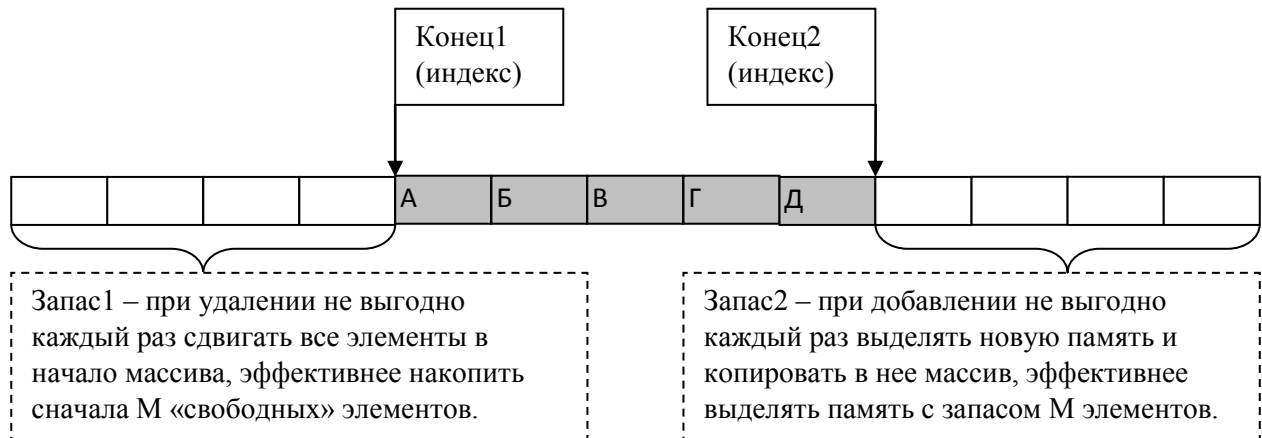 Конец1
(индекс)
Конец2
(индекс)
А Б В Г Д
Запас1 – при удалении не выгодно
каждый раз сдвигать все элементы в
начало массива, эффективнее накопить
сначала М «свободных» элементов.
Запас2 – при добавлении не выгодно
каждый раз выделять новую память и
копировать в нее массив, эффективнее
выделять память с запасом М элементов.